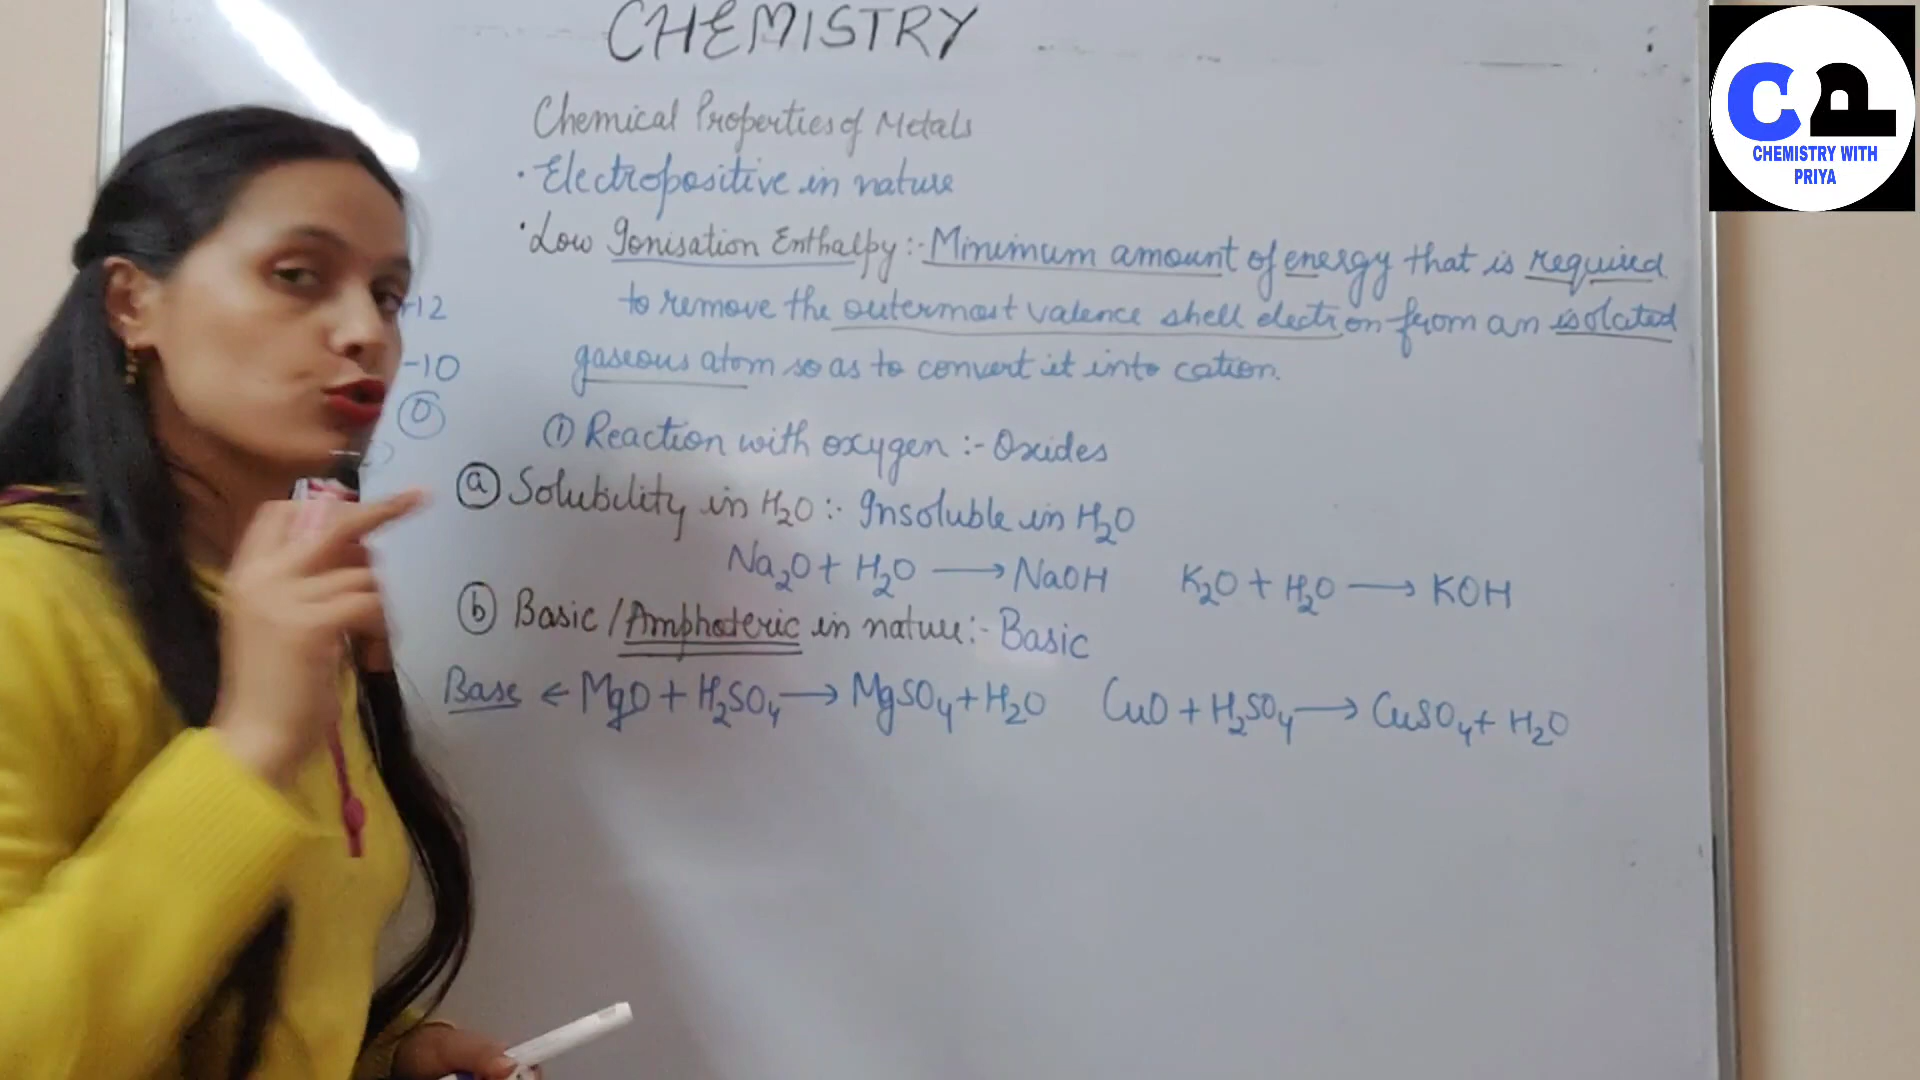 CHEMISTRY
Chemical Properties of Metals
· Electropositive in nature
· Low Ionisation Enthalpy :- Minimum amount of energy that is required
to remove the outermost valence shell electron from an isolated
gaseous atom so as to convert it into cation.
+12
-10
0
① Reaction with oxygen :- Oxides
ⓐ Solubility in H₂O :- Insoluble in H₂O
Na₂O + H₂O → NaOH K₂O + H₂O → KOH
ⓑ Basic / Amphoteric in nature :- Basic
Base ← MgO + H₂SO₄ → MgSO₄ + H₂O CuO + H₂SO₄ → CuSO₄ + H₂O
CP
CHEMISTRY WITH
PRIYA